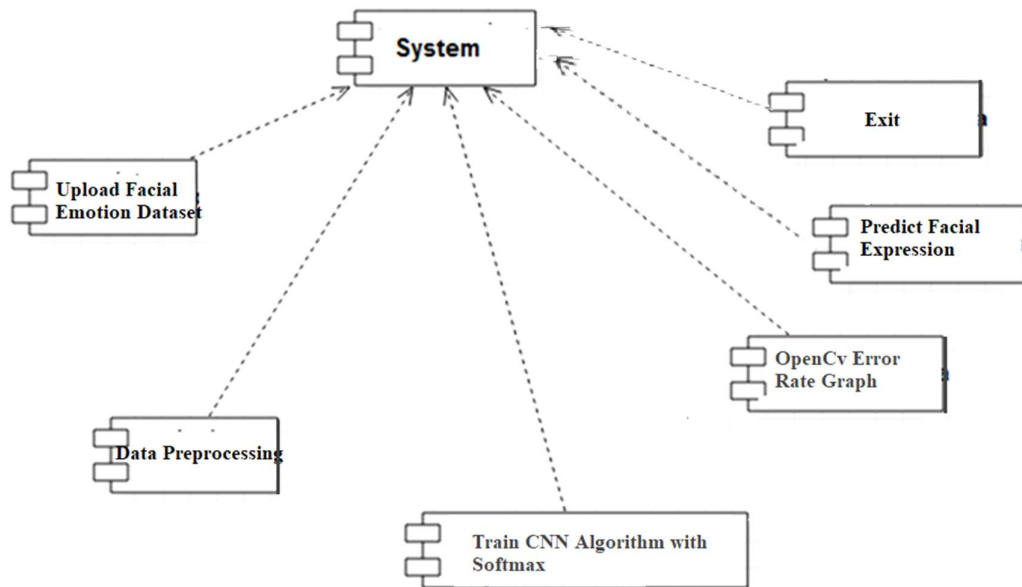 System
Exit
Upload Facial
Emotion Dataset
Predict Facial
Expression
OpenCv Error
Rate Graph
Data Preprocessing
Train CNN Algorithm with
Softmax